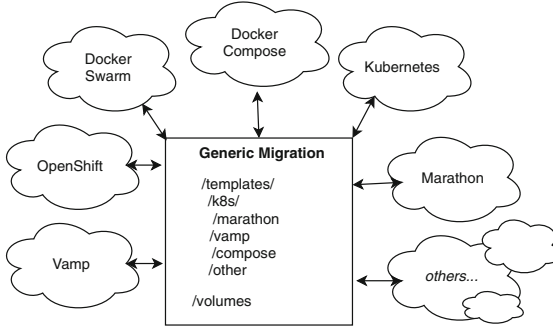 Docker
Compose
Docker
Swarm
Kubernetes
OpenShift
Marathon
Vamp
others...
Generic Migration
/templates/
/k8s/
/marathon
/vamp
/compose
/other
/volumes